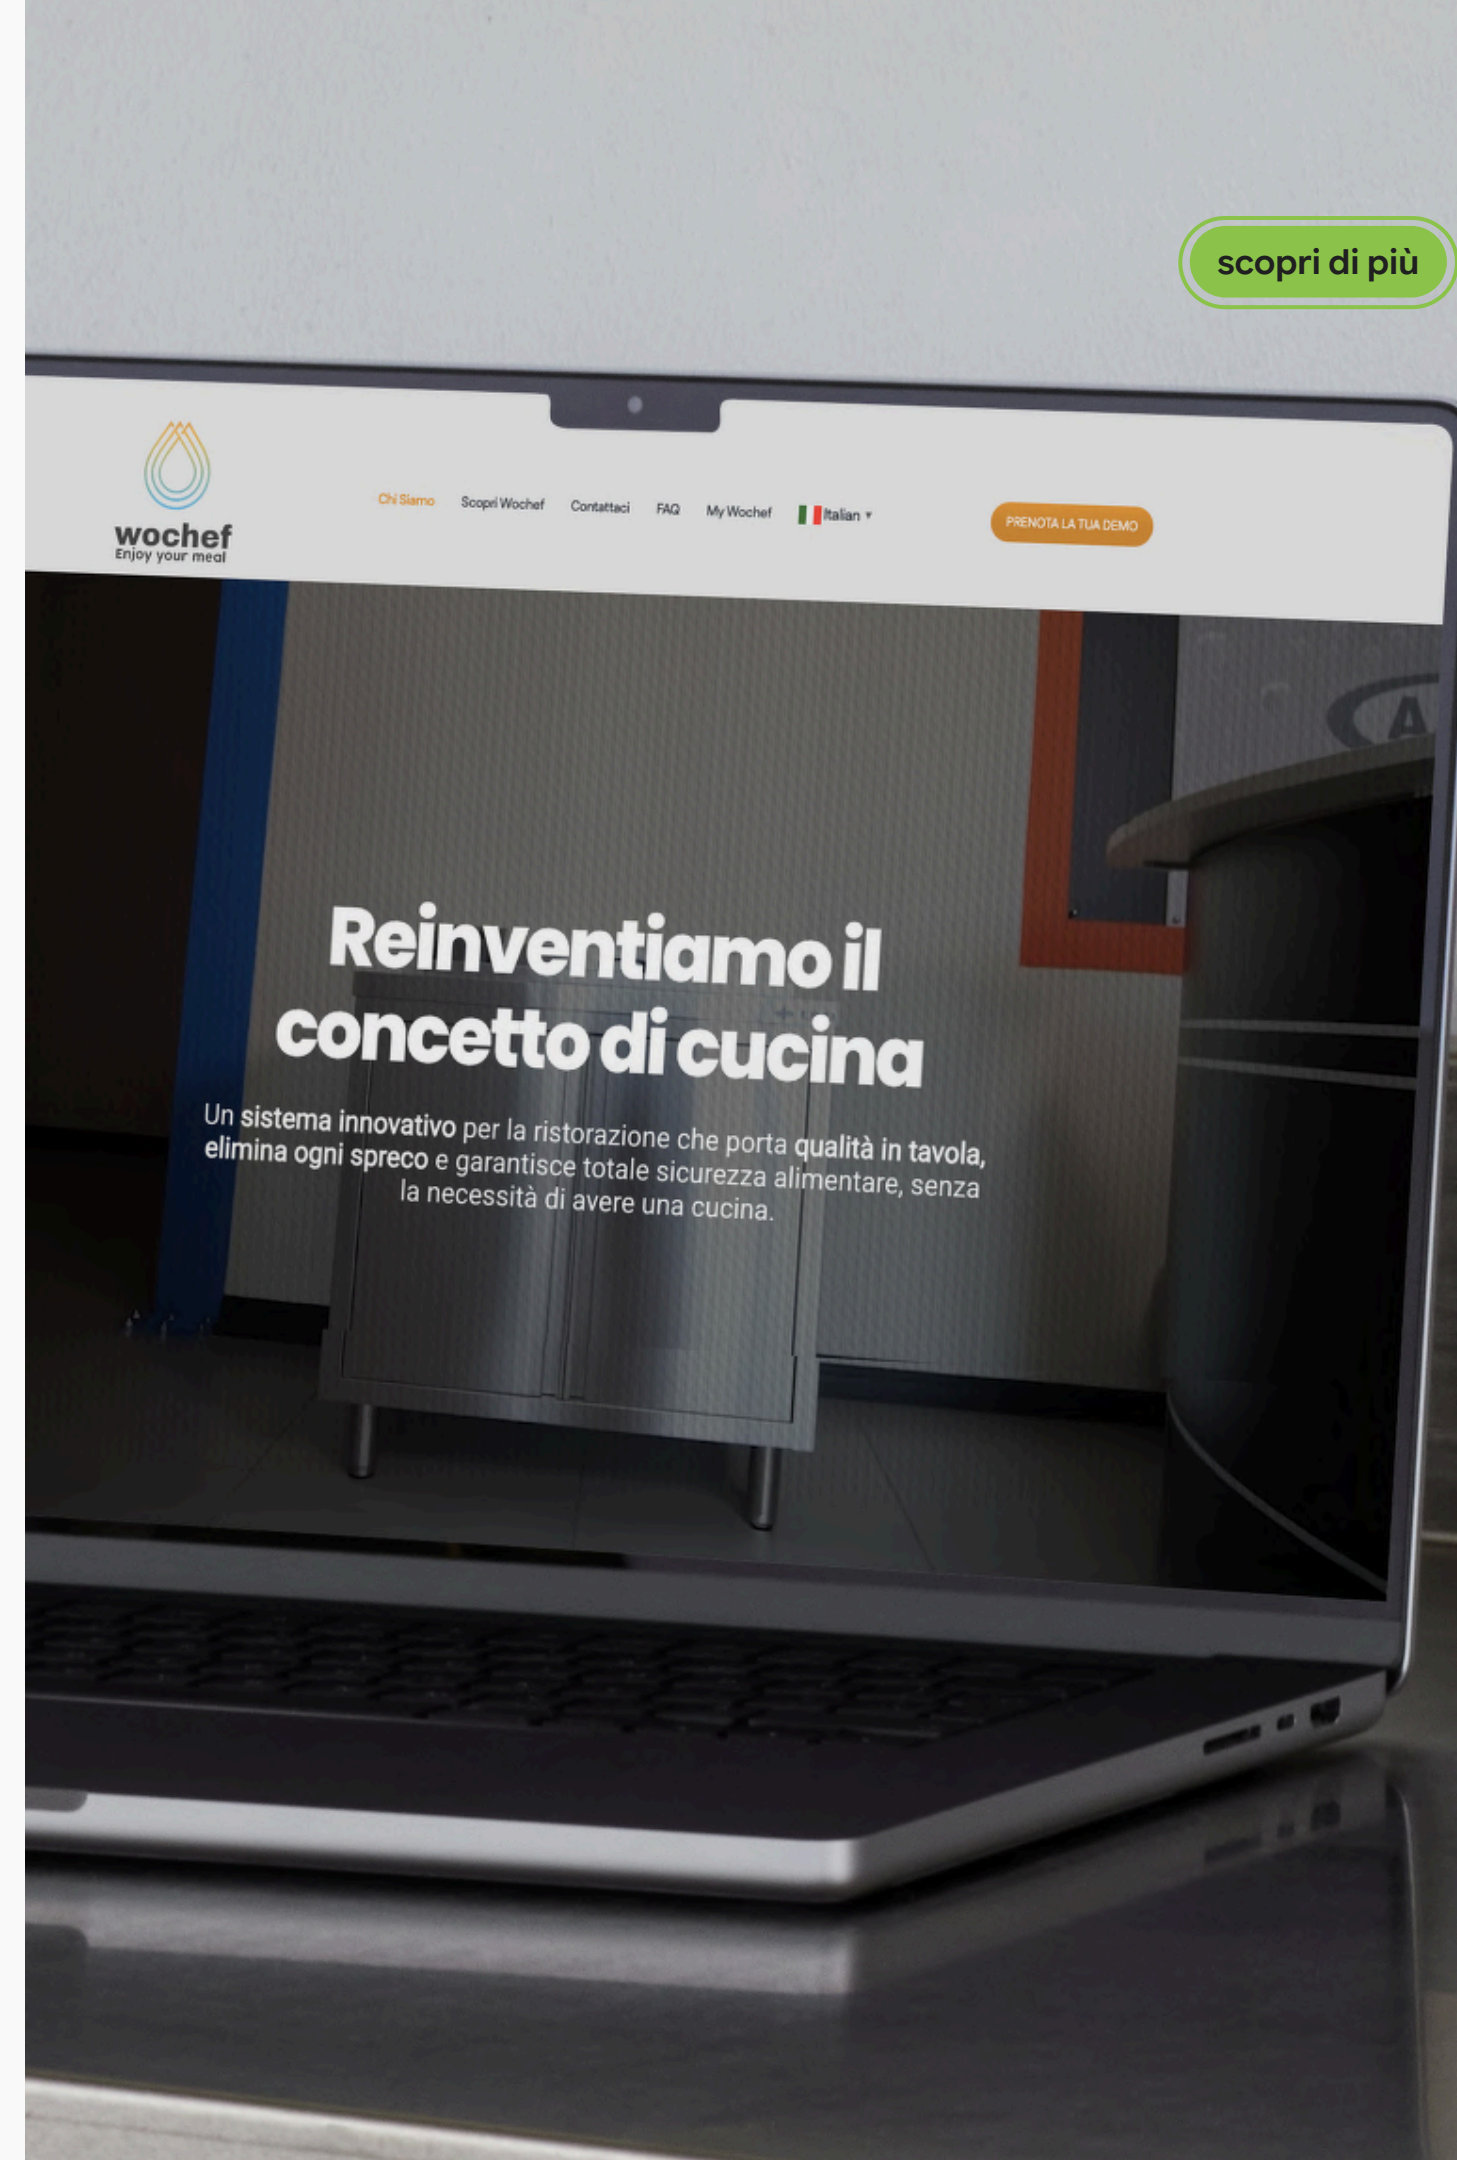 scopri di più
wochef
Enjoy your meal
Chi Siamo Scopri Wochef Contattaci FAQ My Wochef Italian PRENOTA LA TUA DEMO
Reinventiamo il
concetto di cucina
Un sistema innovativo per la ristorazione che porta qualità in tavola,
elimina ogni spreco e garantisce totale sicurezza alimentare, senza
la necessità di avere una cucina.